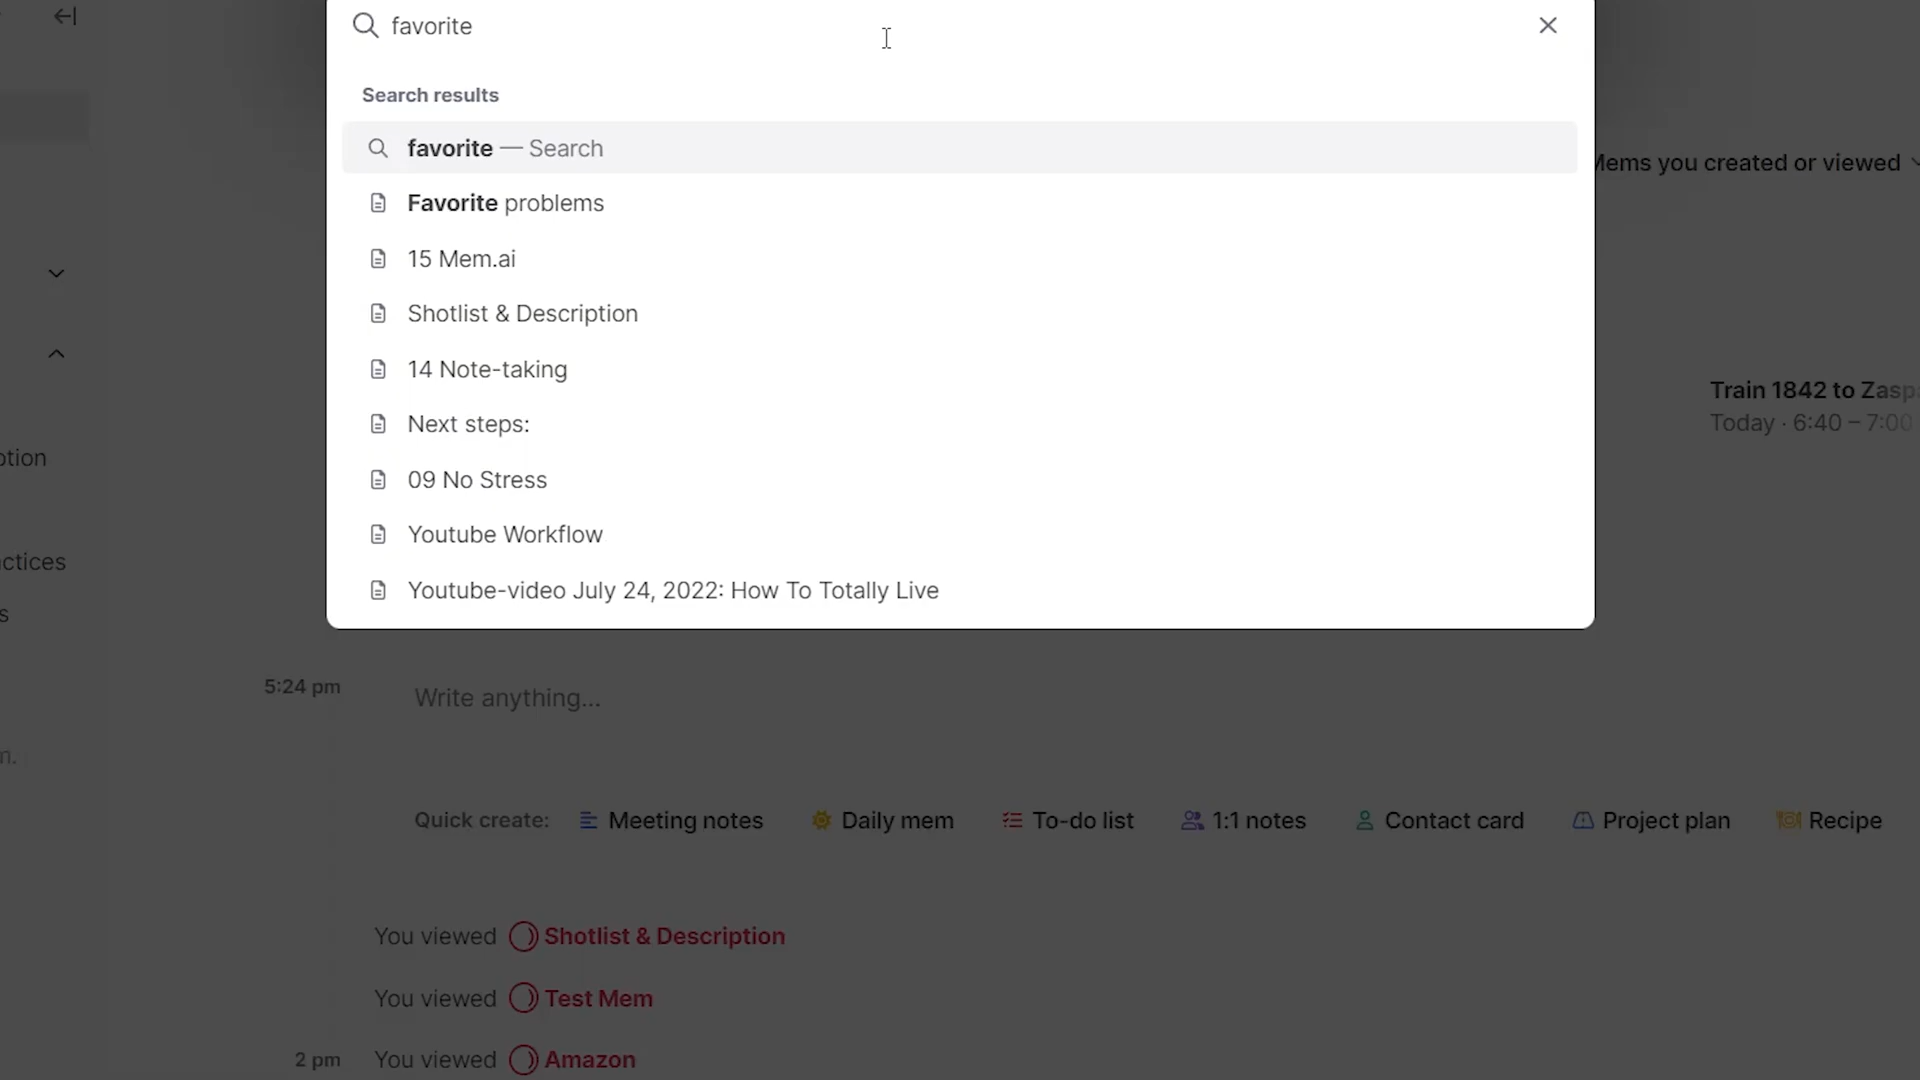 favorite
Search results
favorite — Search
Favorite problems
15 Mem.ai
Shotlist & Description
14 Note-taking
Next steps:
09 No Stress
Youtube Workflow
Youtube-video July 24, 2022: How To Totally Live
Mems you created or viewed
Train 1842 to Zaspa
Today · 6:40 – 7:00
ption
ctices
s
n.
5:24 pm
Write anything...
Quick create:
Meeting notes
Daily mem
To-do list
1:1 notes
Contact card
Project plan
Recipe
You viewed Shotlist & Description
You viewed Test Mem
2 pm
You viewed Amazon